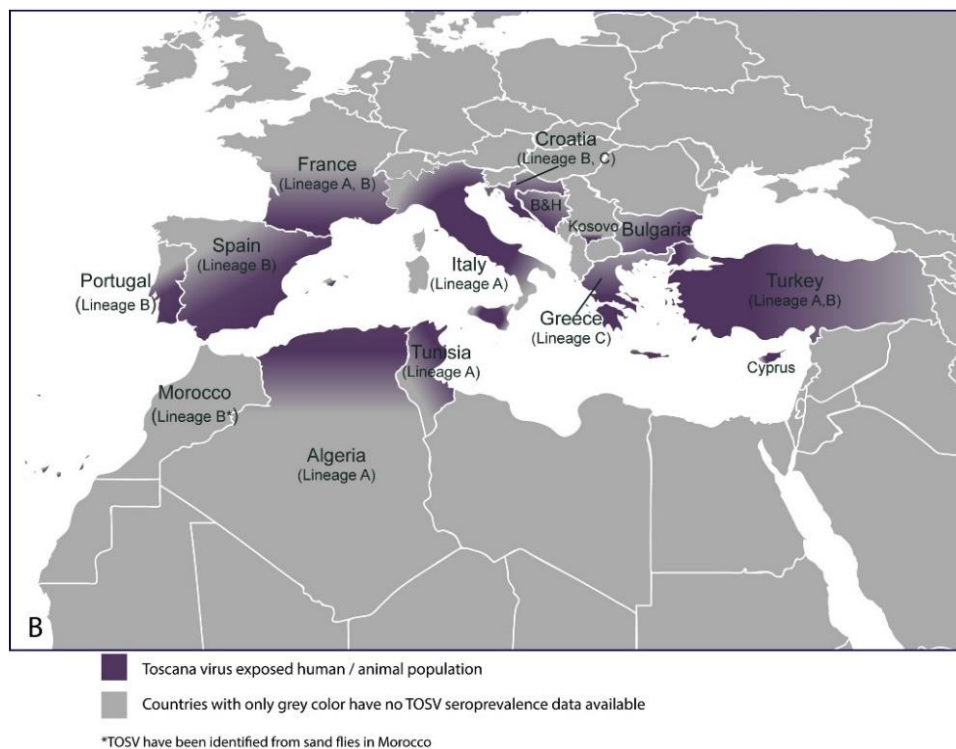 Croatia
(Lineage B, C)
France
(Lineage A, B)
B&H
Kosovo
Bulgaria
Spain
(Lineage B)
Italy
(Lineage A)
Portugal
(Lineage B)
Turkey
(Lineage A,B)
Greece
(Lineage C)
Tunisia
(Lineage A)
Cyprus
Morocco
(Lineage B*)
Algeria
(Lineage A)
B
Toscana virus exposed human / animal population
Countries with only grey color have no TOSV seroprevalence data available
*TOSV have been identified from sand flies in Morocco